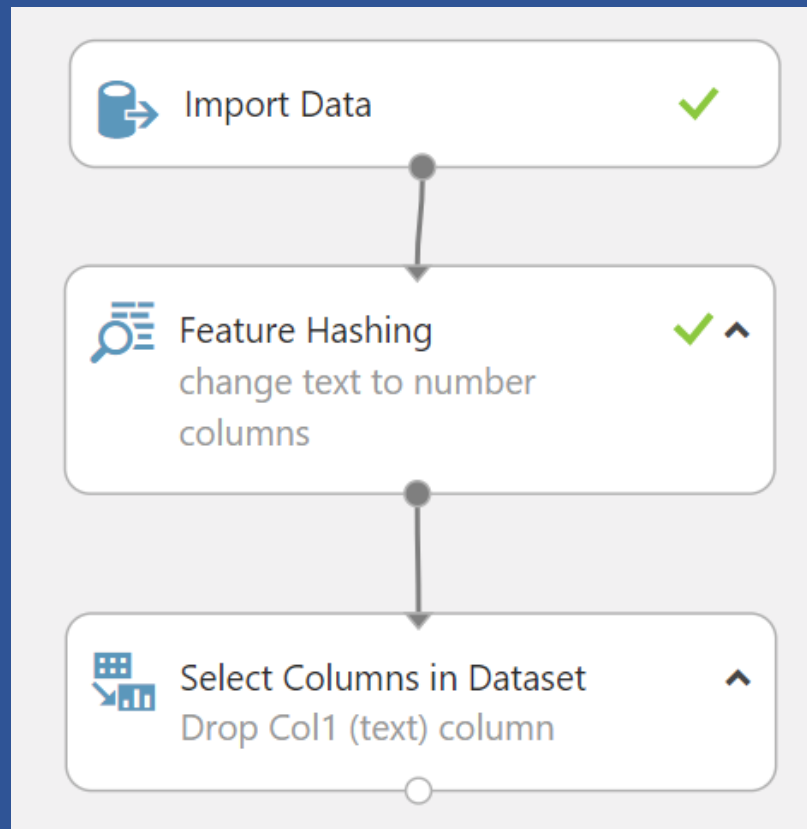 Import Data
Feature Hashing
change text to number
columns
Select Columns in Dataset
Drop Col1 (text) column